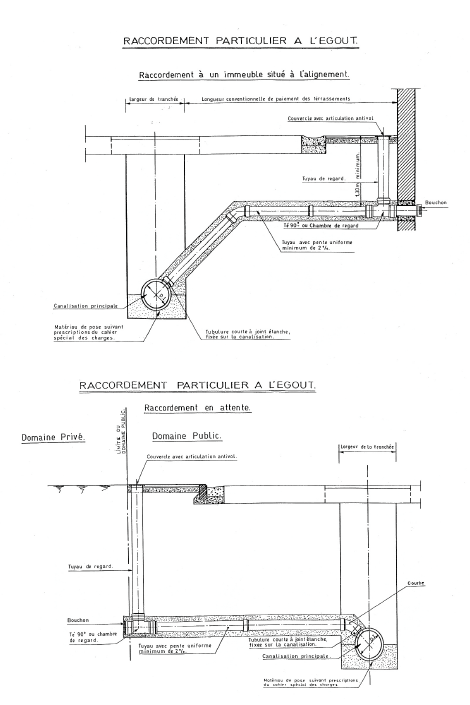 RACCORDEMENT PARTICULIER A L'EGOUT.
Raccordement à un immeuble situé à l'alignement.
largeur de tranchée
Longueur conventionnelle de paiement des terrassements
Couvercle avec articulation antivol
Tuyau de regard.
1,30m minimum
Bouchon
Té 90° ou Chambre de regard
Tuyau avec pente uniforme
minimum de 2%.
Canalisation principale
Matériau de pose suivant
prescriptions du cahier
spécial des charges.
Tubulure courte à joint étanche,
fixée sur la canalisation.
RACCORDEMENT PARTICULIER A L'EGOUT.
Raccordement en attente.
LIMITE DU
DOMAINE PUBLIC.
Domaine Privé.
Domaine Public.
Largeur de la tranchée
Couvercle avec articulation antivol.
Tuyau de regard.
Courbe
Bouchon
Té 90° ou chambre
de regard.
Tuyau avec pente uniforme
minimum de 2%.
Tubulure courte à joint étanche,
fixée sur la canalisation.
Canalisation principale.
Matériau de pose suivant prescriptions
du cahier spécial des charges